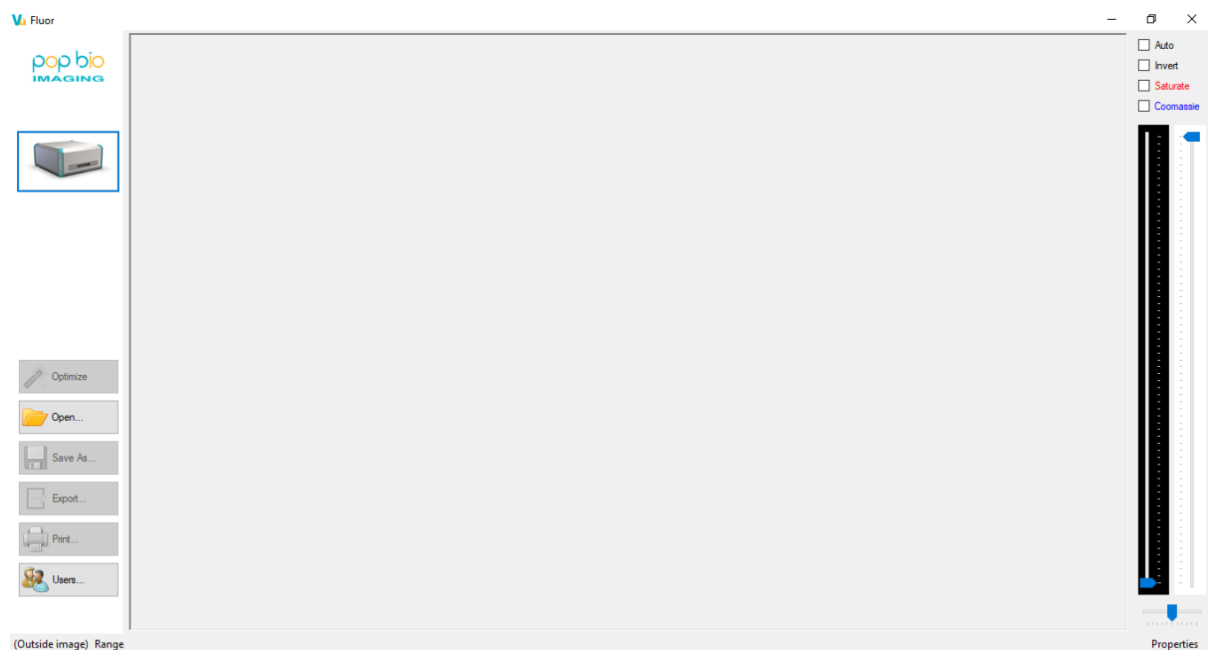 Fluor
pop bio
IMAGING
Auto
Invert
Saturate
Coomassie
Optimize
Open...
Save As...
Export...
Print...
Users...
(Outside image) Range
Properties